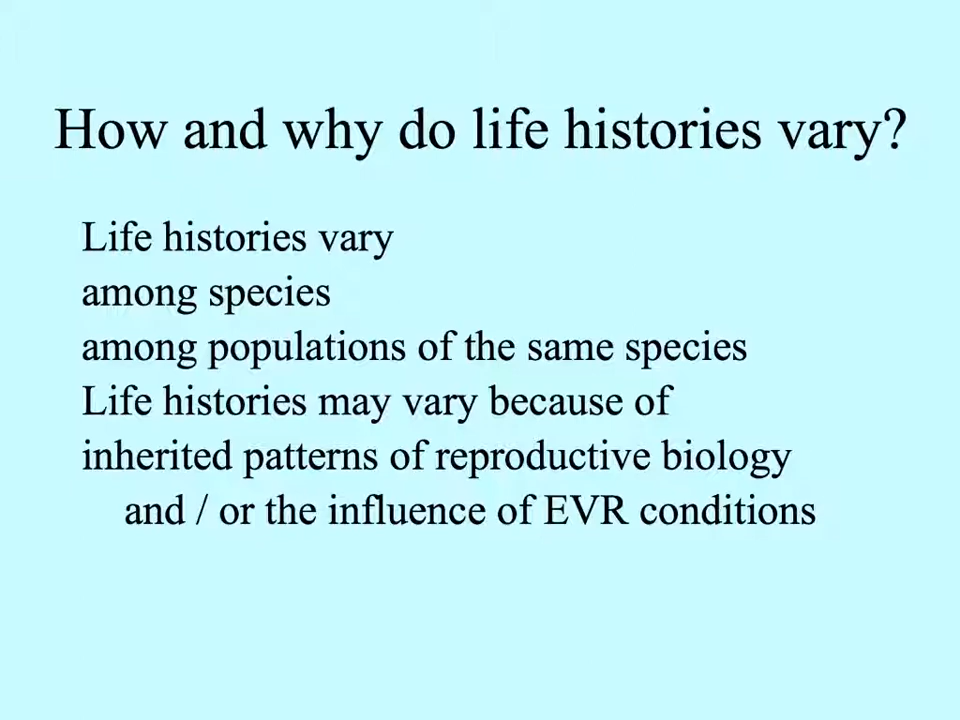 How and why do life histories vary?
Life histories vary
among species
among populations of the same species
Life histories may vary because of
inherited patterns of reproductive biology
and / or the influence of EVR conditions